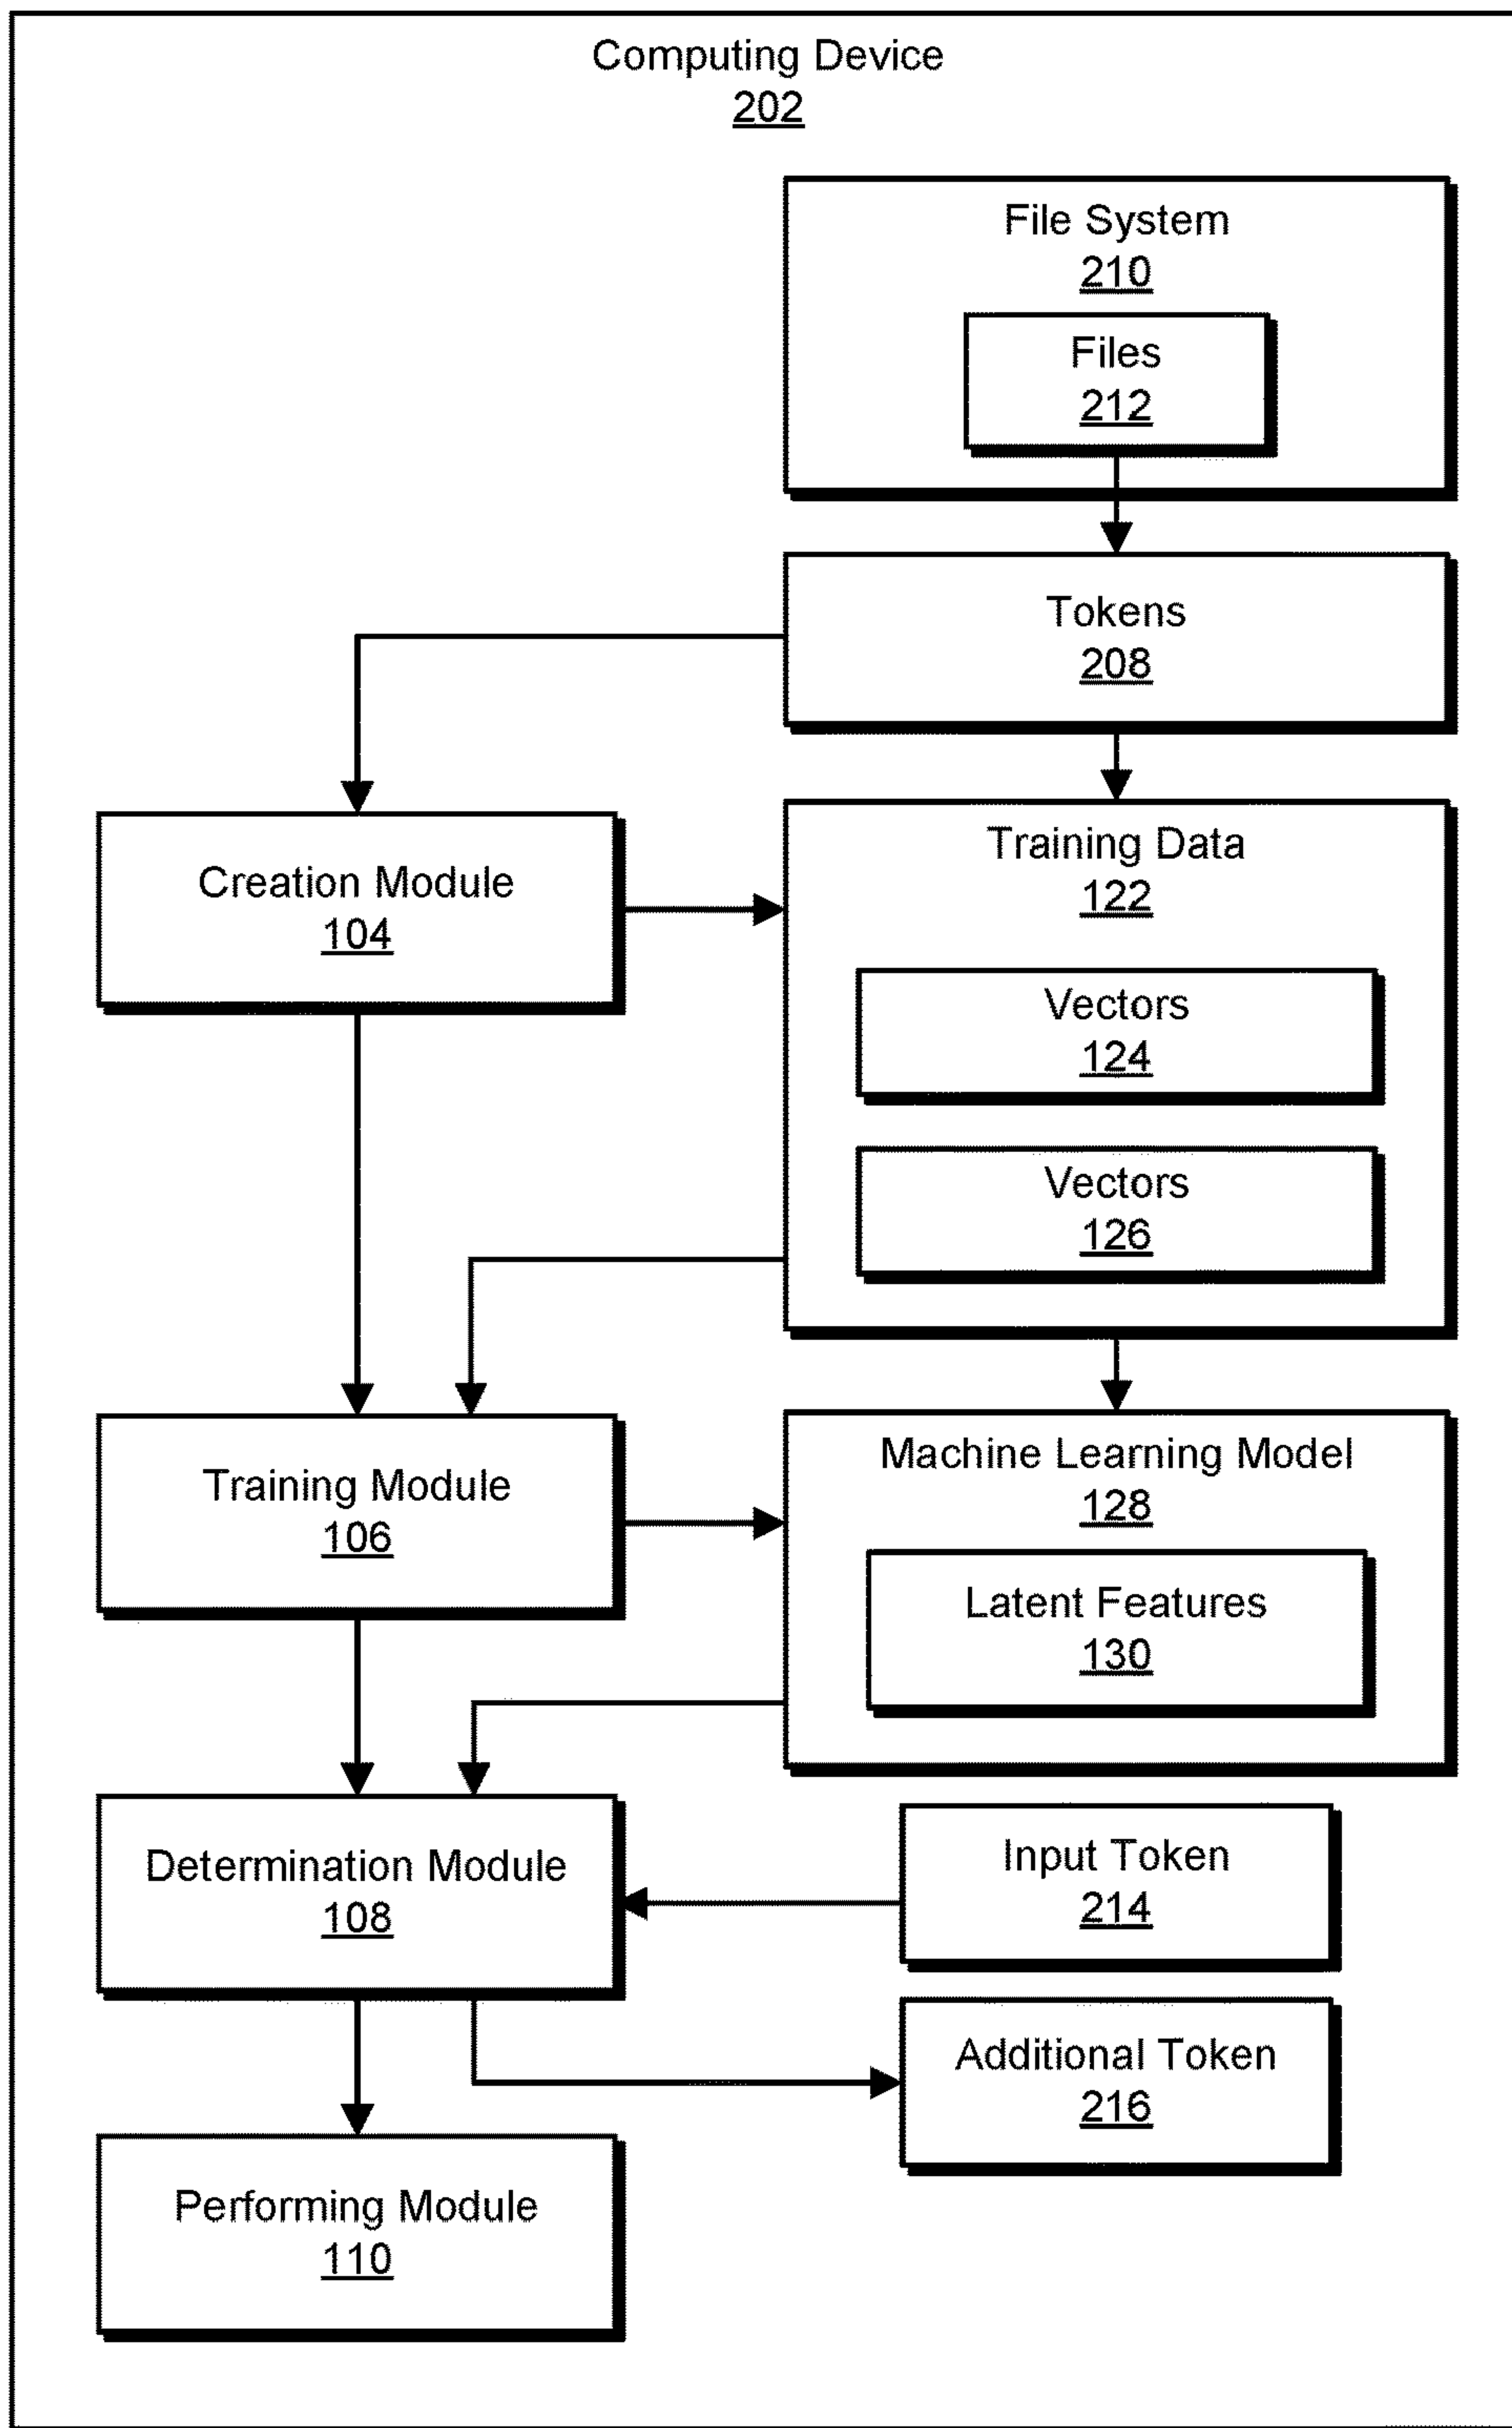 Computing Device
202
File System
210
Files
212
Tokens
208
Creation Module
104
Training Data
122
Vectors
124
Vectors
126
Training Module
106
Machine Learning Model
128
Latent Features
130
Determination Module
108
Input Token
214
Additional Token
216
Performing Module
110